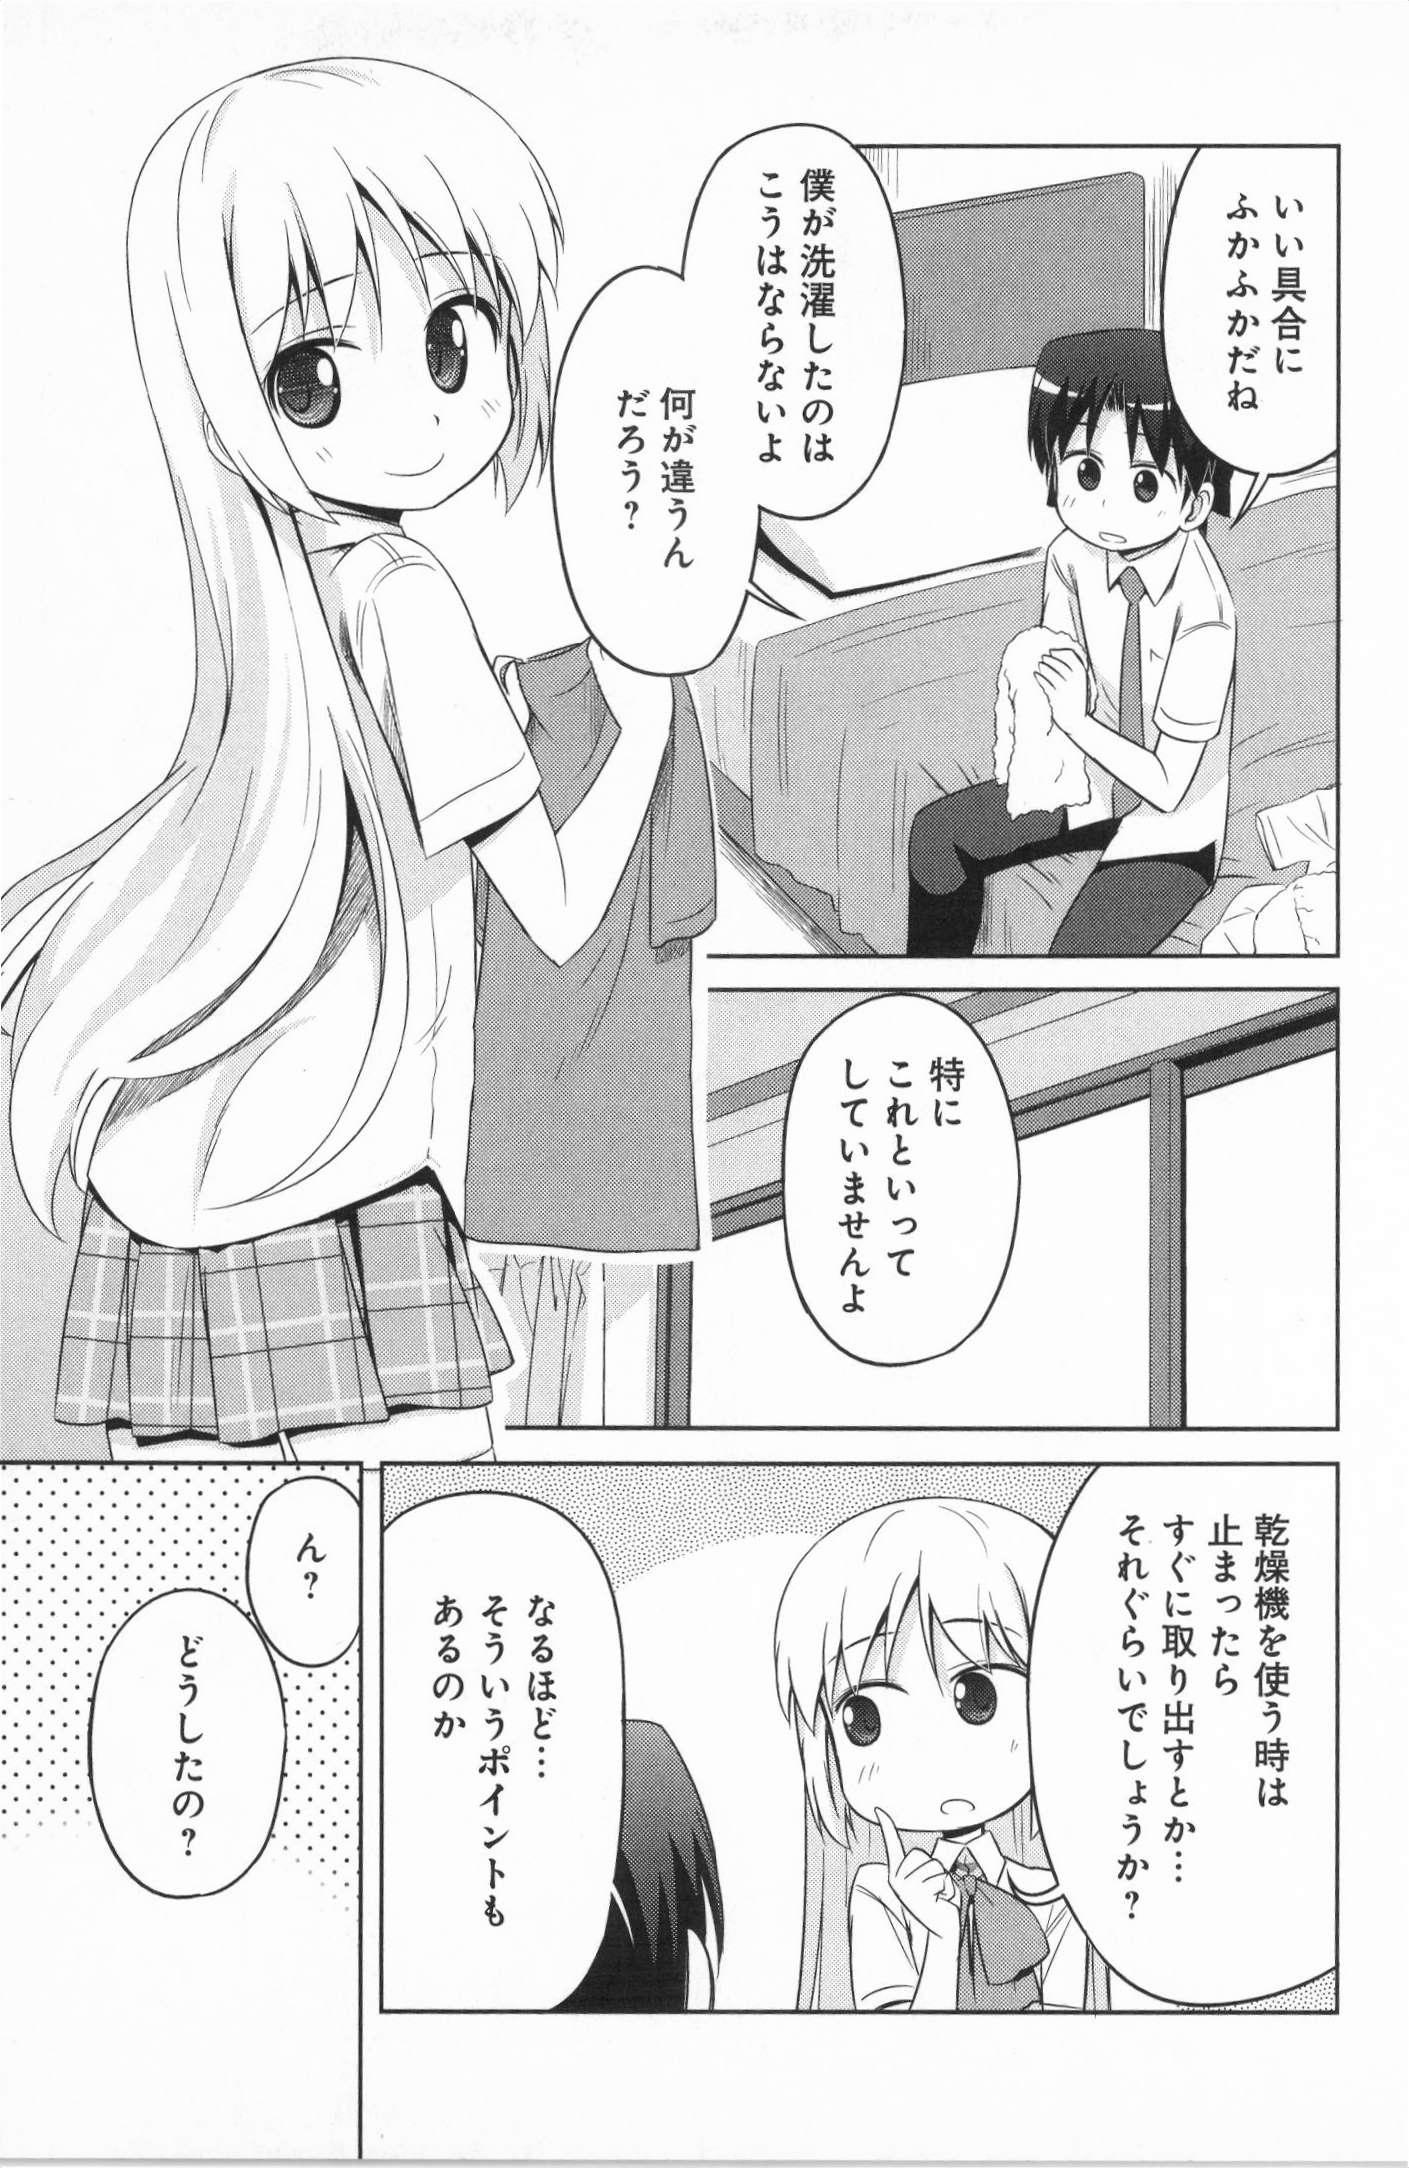 いい具合に
ふかふかだね
僕が洗濯したのは
こうはならないよ
何が違うん
だろう？
特に
これといって
していませんよ
乾燥機を使う時は
止まったら
すぐに取り出すとか…
それぐらいでしょうか？
なるほど…
そういうポイントも
あるのか
ん？
どうしたの？